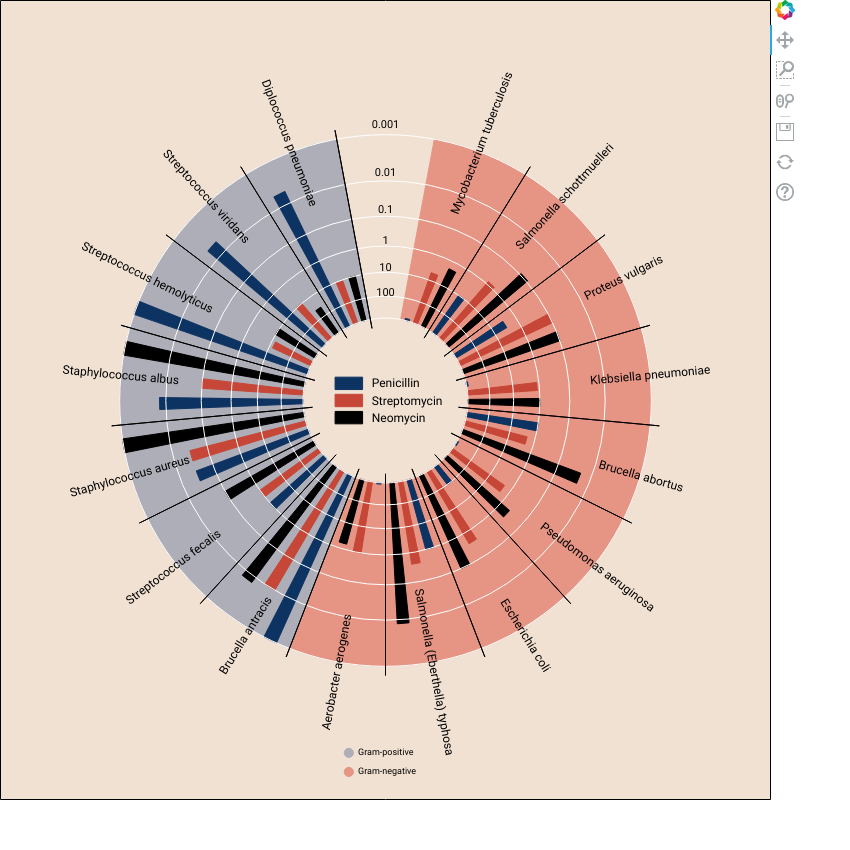 0.001
0.01
0.1
1
10
100
Mycobacterium tuberculosis
Salmonella schottmuelleri
Proteus vulgaris
Klebsiella pneumoniae
Brucella abortus
Pseudomonas aeruginosa
Escherichia coli
Salmonella (Eberthella) typhosa
Aerobacter aerogenes
Brucella antracis
Streptococcus fecalis
Staphylococcus aureus
Staphylococcus albus
Streptococcus hemolyticus
Streptococcus viridans
Diplococcus pneumoniae
Penicillin
Streptomycin
Neomycin
Gram-positive
Gram-negative